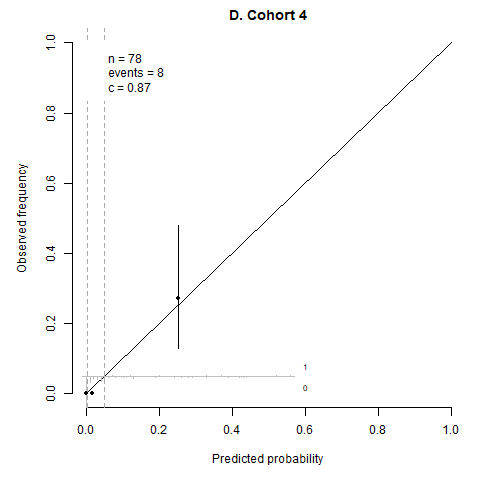 D. Cohort 4
n = 78
events = 8
c = 0.87
Observed frequency
1.0
0.8
0.6
0.4
0.2
0.0
1
0
0.0 0.2 0.4 0.6 0.8 1.0
Predicted probability